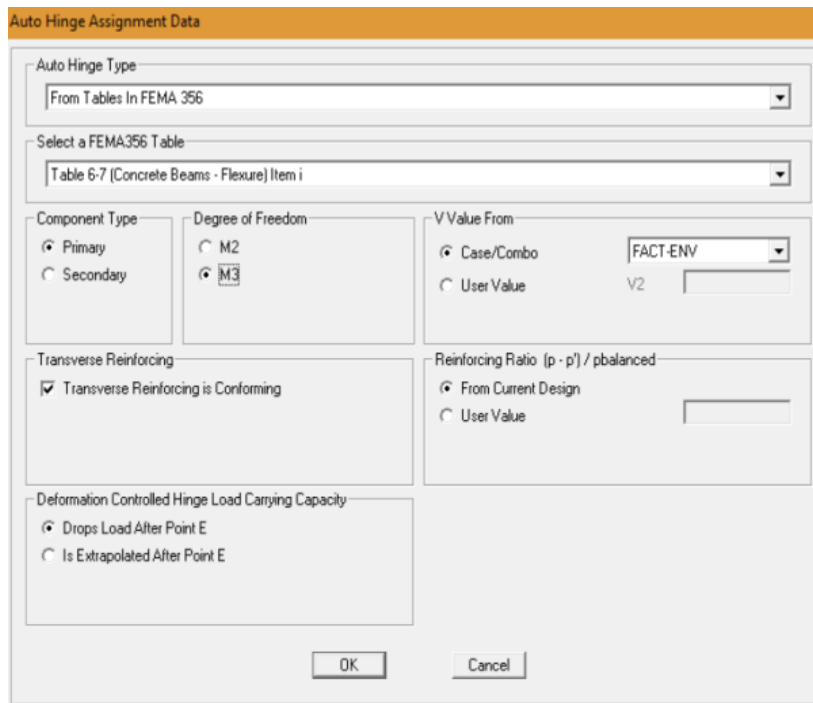 Auto Hinge Assignment Data
Auto Hinge Type
From Tables In FEMA 356
Select a FEMA356 Table
Table 6-7 (Concrete Beams - Flexure) Item i
Component Type
Primary
Secondary
Degree of Freedom
M2
M3
V Value From
Case/Combo
FACT-ENV
User Value
V2
Transverse Reinforcing
Transverse Reinforcing is Conforming
Reinforcing Ratio (p - p') / pbalanced
From Current Design
User Value
Deformation Controlled Hinge Load Carrying Capacity
Drops Load After Point E
Is Extrapolated After Point E
OK
Cancel